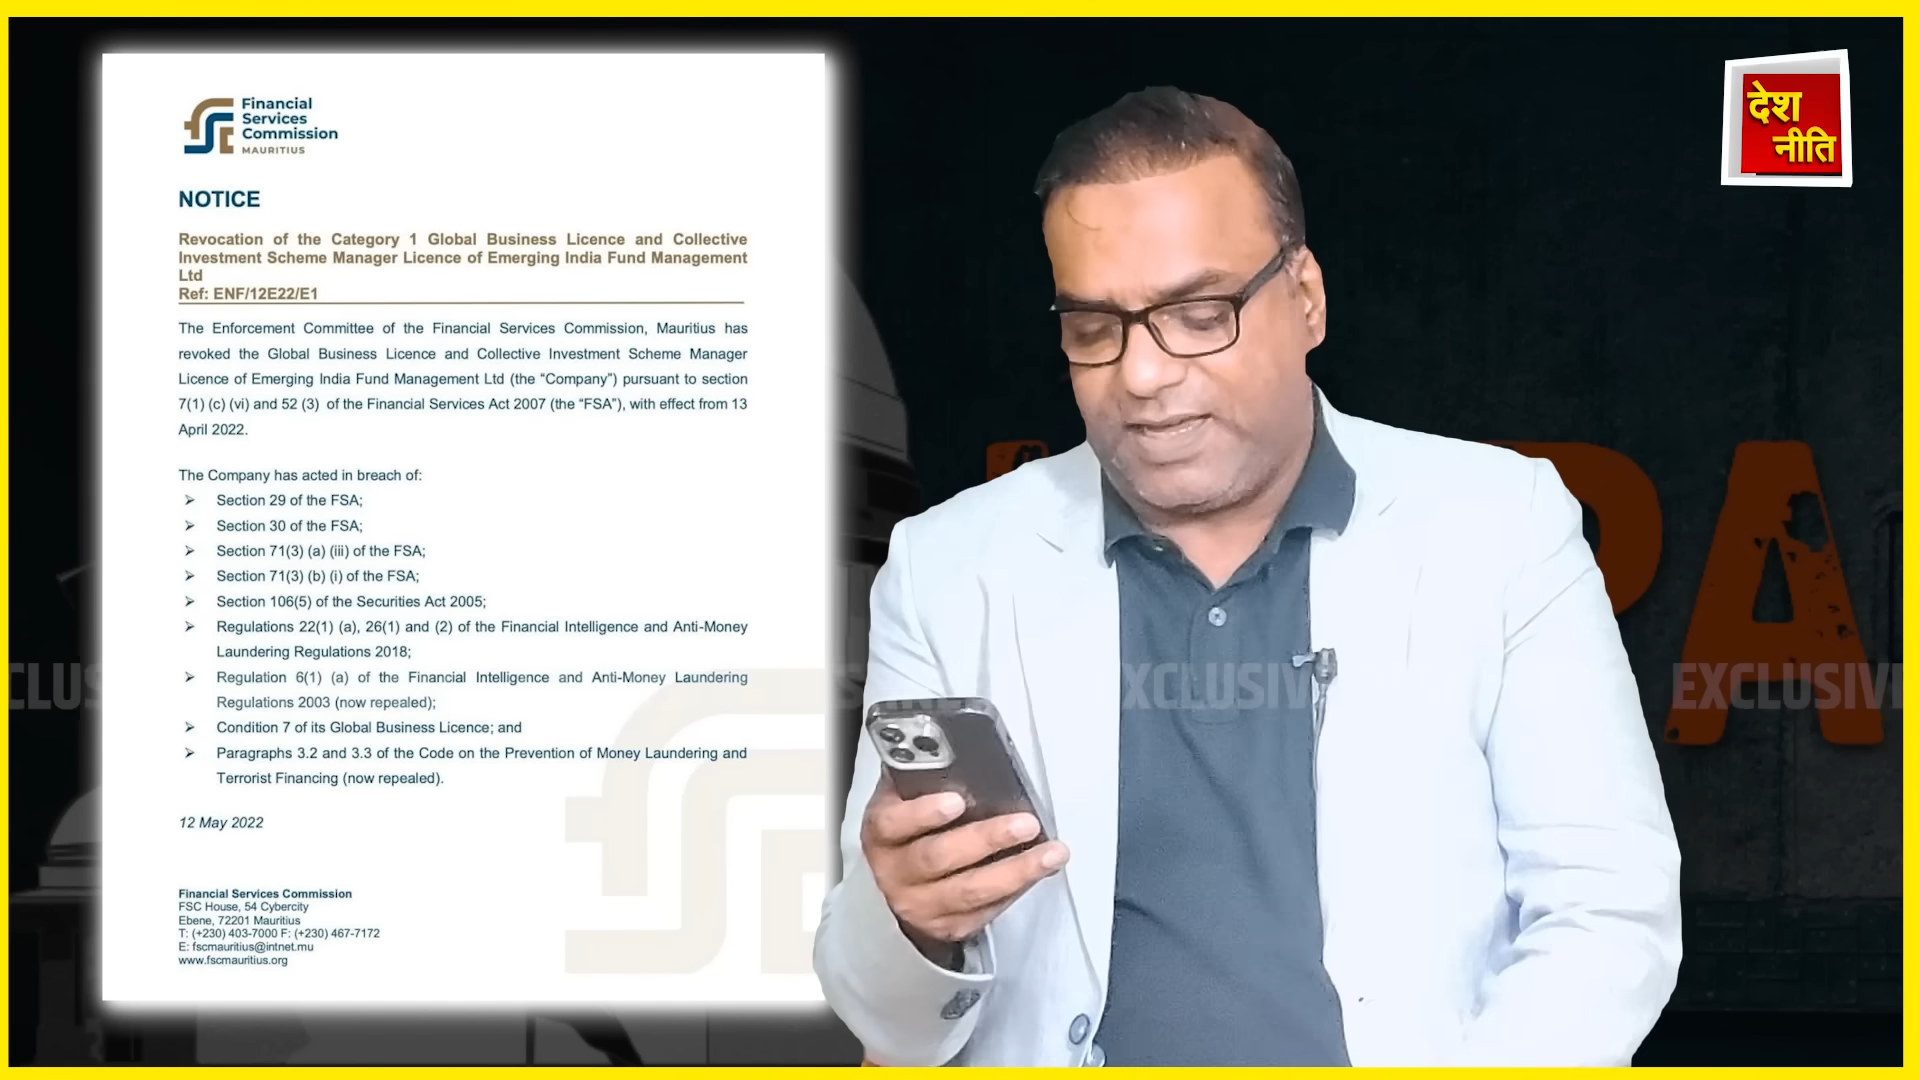 Financial
Services
Commission
MAURITIUS
NOTICE
Revocation of the Category 1 Global Business Licence and Collective
Investment Scheme Manager Licence of Emerging India Fund Management
Ltd
Ref: ENF/12E22/E1
The Enforcement Committee of the Financial Services Commission, Mauritius has
revoked the Global Business Licence and Collective Investment Scheme Manager
Licence of Emerging India Fund Management Ltd (the “Company”) pursuant to section
7(1) (c) (vi) and 52 (3) of the Financial Services Act 2007 (the “FSA”), with effect from 13
April 2022.
The Company has acted in breach of:
➢ Section 29 of the FSA;
➢ Section 30 of the FSA;
➢ Section 71(3) (a) (iii) of the FSA;
➢ Section 71(3) (b) (i) of the FSA;
➢ Section 106(5) of the Securities Act 2005;
➢ Regulations 22(1) (a), 26(1) and (2) of the Financial Intelligence and Anti-Money
Laundering Regulations 2018;
➢ Regulation 6(1) (a) of the Financial Intelligence and Anti-Money Laundering
Regulations 2003 (now repealed);
➢ Condition 7 of its Global Business Licence; and
➢ Paragraphs 3.2 and 3.3 of the Code on the Prevention of Money Laundering and
Terrorist Financing (now repealed).
12 May 2022
Financial Services Commission
FSC House, 54 Cybercity
Ebene, 72201 Mauritius
T: (+230) 403-7000 F: (+230) 467-7172
E: fscmauritius@intnet.mu
www.fscmauritius.org
देश
नीति
EXCLUSIV